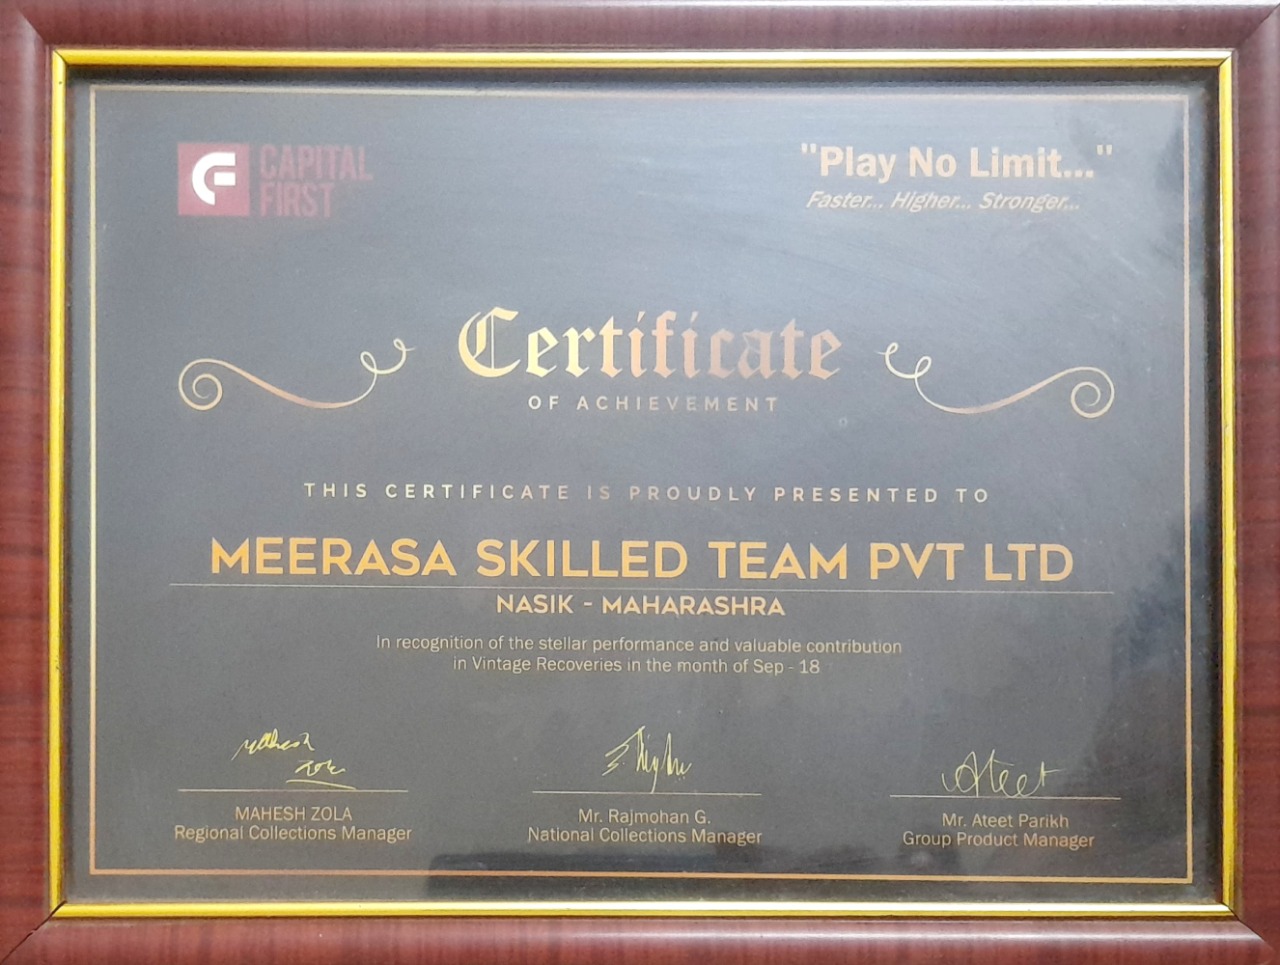 CAPITAL
FIRST
"Play No Limit..."
Faster... Higher... Stronger...
Certificate
OF ACHIEVEMENT
THIS CERTIFICATE IS PROUDLY PRESENTED TO
MEERASA SKILLED TEAM PVT LTD
NASIK - MAHARASHRA
In recognition of the stellar performance and valuable contribution
in Vintage Recoveries in the month of Sep - 18
Mahesh
Zola
Ateet
MAHESH ZOLA
Regional Collections Manager
Mr. Rajmohan G.
National Collections Manager
Mr. Ateet Parikh
Group Product Manager